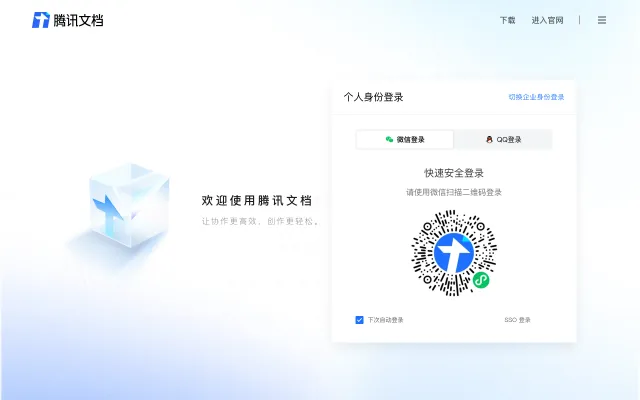 腾讯文档
下载 进入官网
个人身份登录 切换企业身份登录
微信登录 QQ登录
快速安全登录
请使用微信扫描二维码登录
欢迎使用腾讯文档
让协作更高效，创作更轻松。
下次自动登录 SSO 登录